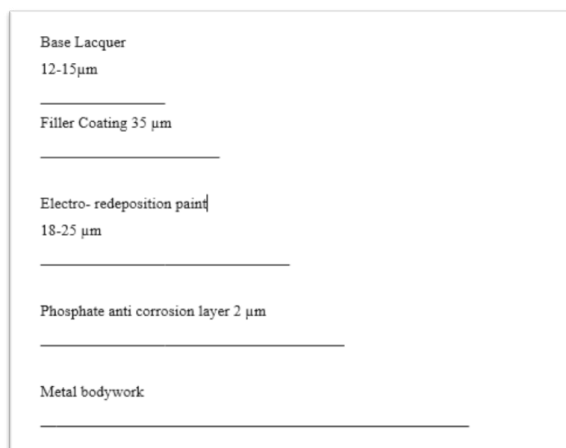 Base Lacquer
12-15µm
Filler Coating 35 µm
Electro- redeposition paint
18-25 µm
Phosphate anti corrosion layer 2 µm
Metal bodywork